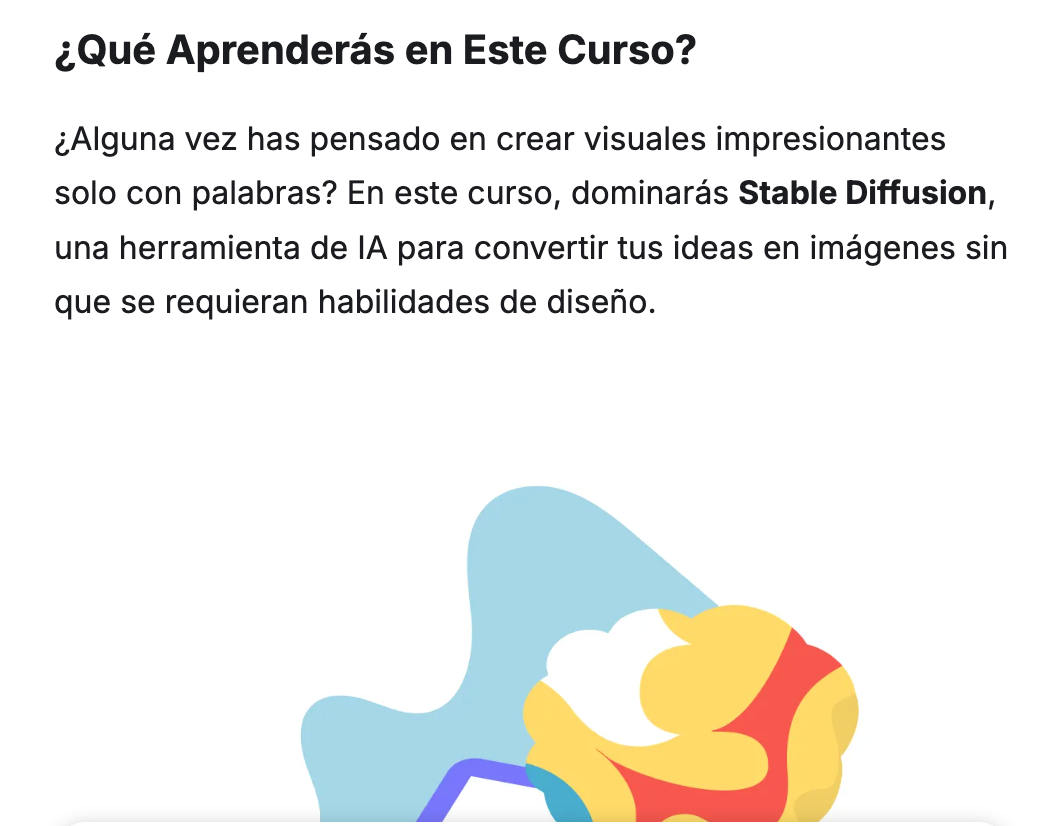 ¿Qué Aprenderás en Este Curso?
¿Alguna vez has pensado en crear visuales impresionantes
solo con palabras? En este curso, dominarás Stable Diffusion,
una herramienta de IA para convertir tus ideas en imágenes sin
que se requieran habilidades de diseño.